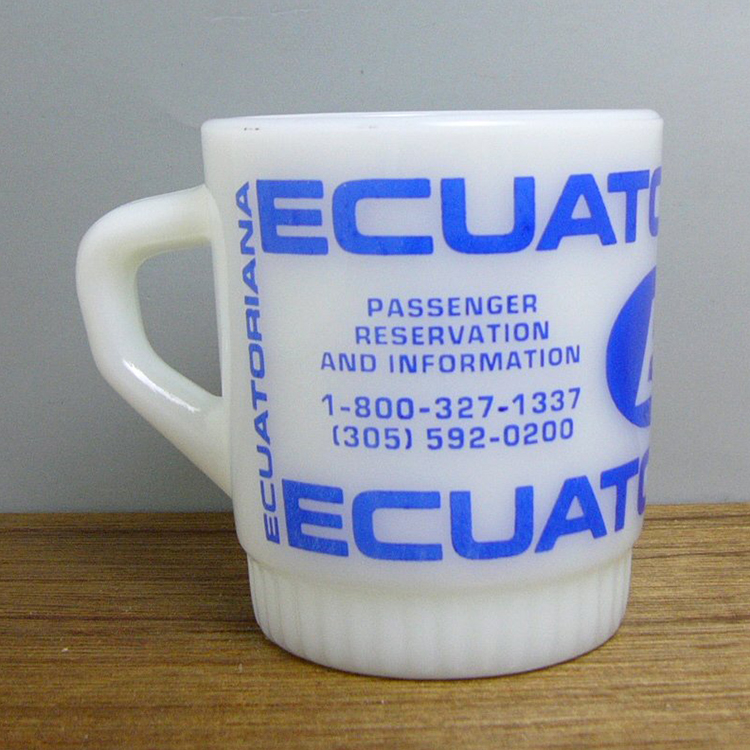 ECUATORIANA
ECUATO
PASSENGER
RESERVATION
AND INFORMATION
1-800-327-1337
(305) 592-0200
ECUATO